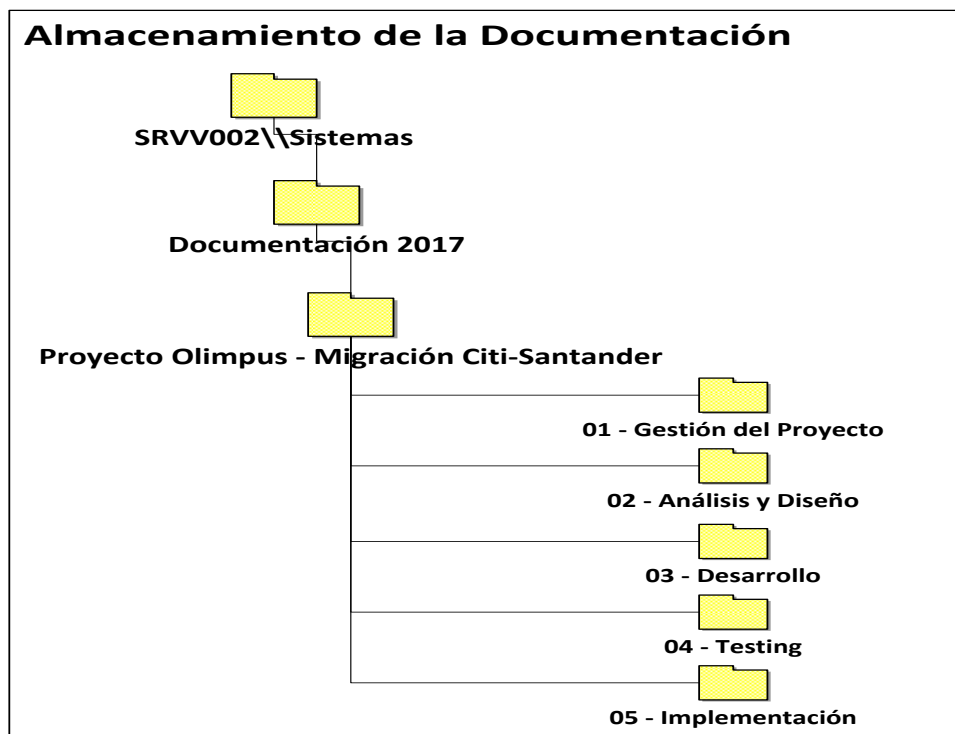 Almacenamiento de la Documentación
SRVV002\\Sistemas
Documentación 2017
Proyecto Olimpus - Migración Citi-Santander
01 - Gestión del Proyecto
02 - Análisis y Diseño
03 - Desarrollo
04 - Testing
05 - Implementación